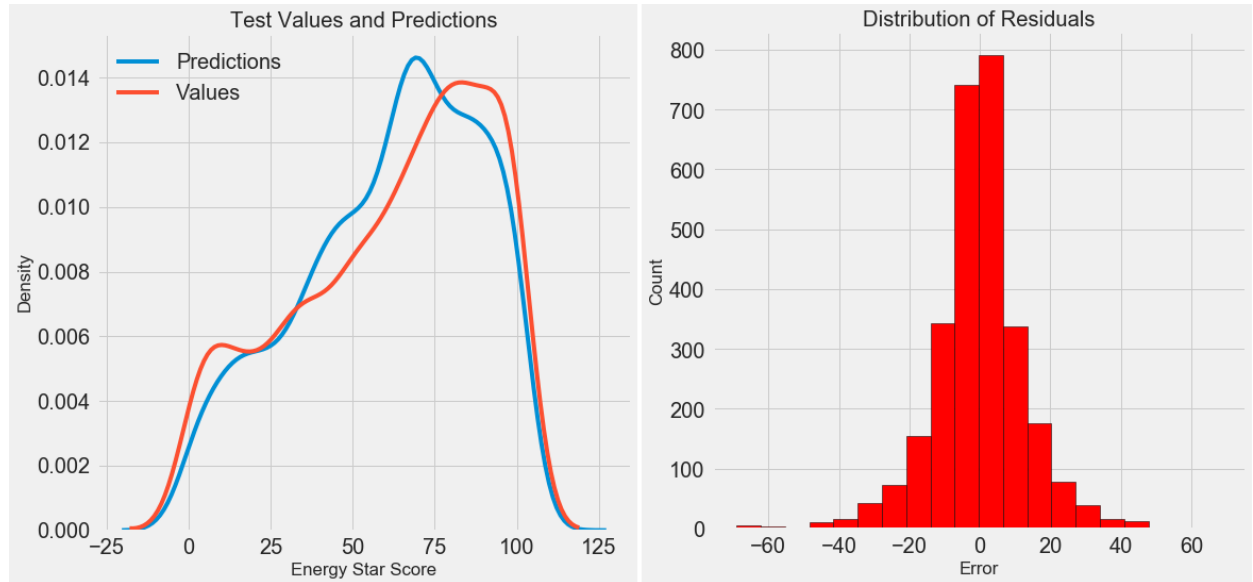 Test Values and Predictions
Predictions
Values
0.014
0.012
0.010
0.008
0.006
0.004
0.002
0.000
Density
−25 0 25 50 75 100 125
Energy Star Score
Distribution of Residuals
800
700
600
500
400
300
200
100
0
Count
−60 −40 −20 0 20 40 60
Error